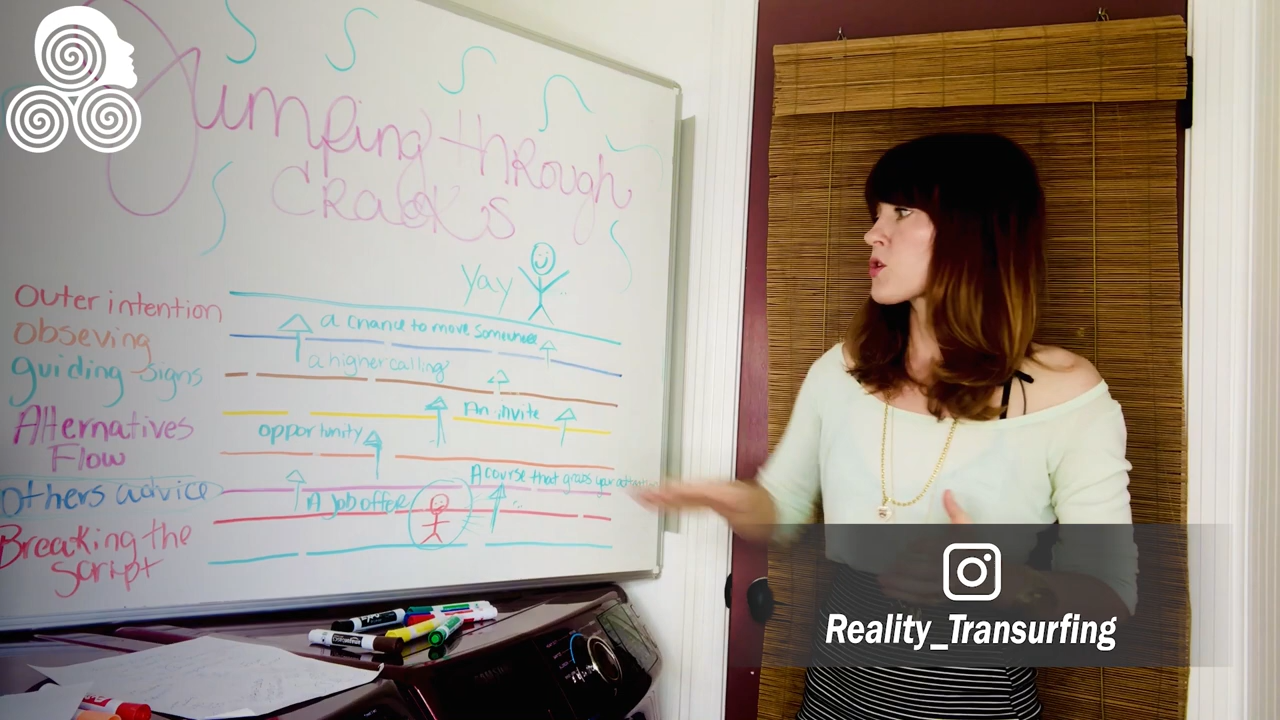 Jumping through
cracks
yay
outer intention
obseving
guiding signs
Alternatives
Flow
others advice
Breaking the
script
a chance to move somewhere
a higher calling
An invite
opportunity
A course that grabs your attention
A job offer
Reality_Transurfing